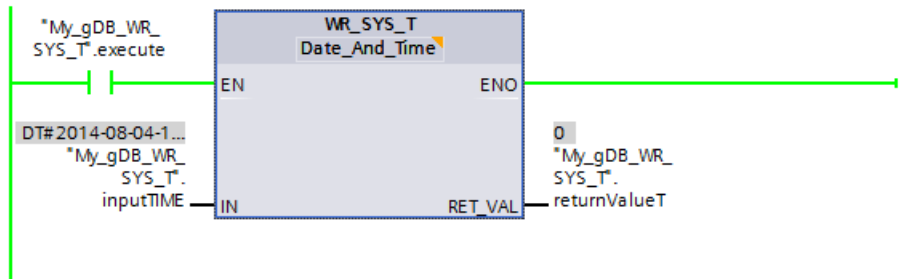 "My_gDB_WR_
SYS_T".execute
WR_SYS_T
Date_And_Time
EN
ENO
DT#2014-08-04-1...
"My_gDB_WR_
SYS_T".
inputTIME
IN
0
"My_gDB_WR_
SYS_T".
returnValueT
RET_VAL